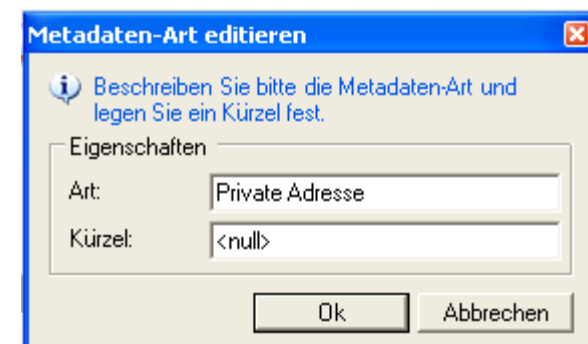 Metadaten-Art editieren
Beschreiben Sie bitte die Metadaten-Art und
legen Sie ein Kürzel fest.
Eigenschaften
Art:
Private Adresse
Kürzel:
<null>
Ok
Abbrechen